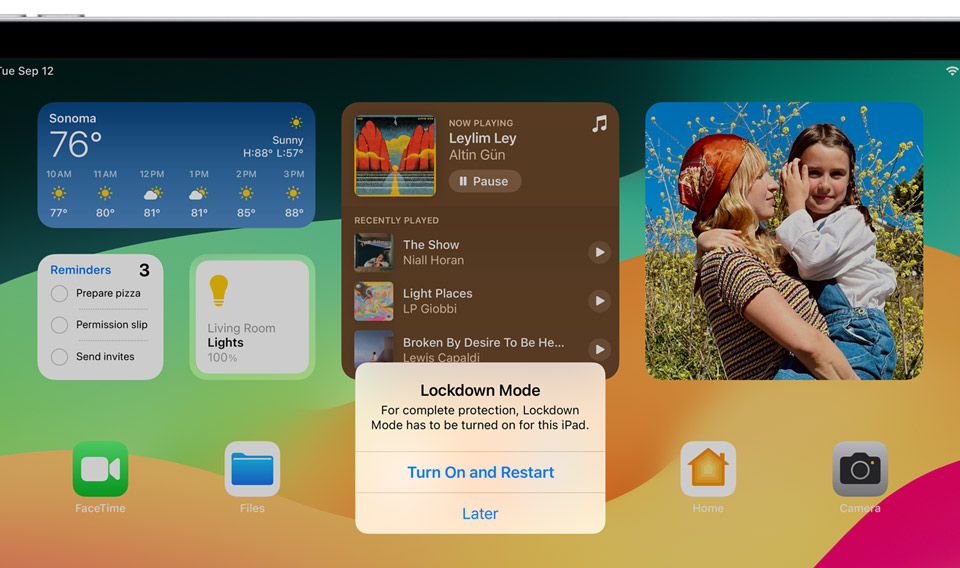 Tue Sep 12
Sonoma
76°
Sunny
H:88° L:57°
10 AM 11 AM 12 PM 1 PM 2 PM 3 PM
77° 80° 81° 81° 85° 88°
NOW PLAYING
Leylim Ley
Altin Gün
Pause
RECENTLY PLAYED
The Show
Niall Horan
Light Places
LP Giobbi
Broken By Desire To Be He...
Lewis Capaldi
Reminders 3
Prepare pizza
Permission slip
Send invites
Living Room
Lights
100%
Lockdown Mode
For complete protection, Lockdown
Mode has to be turned on for this iPad.
Turn On and Restart
Later
FaceTime
Files
Home
Camera